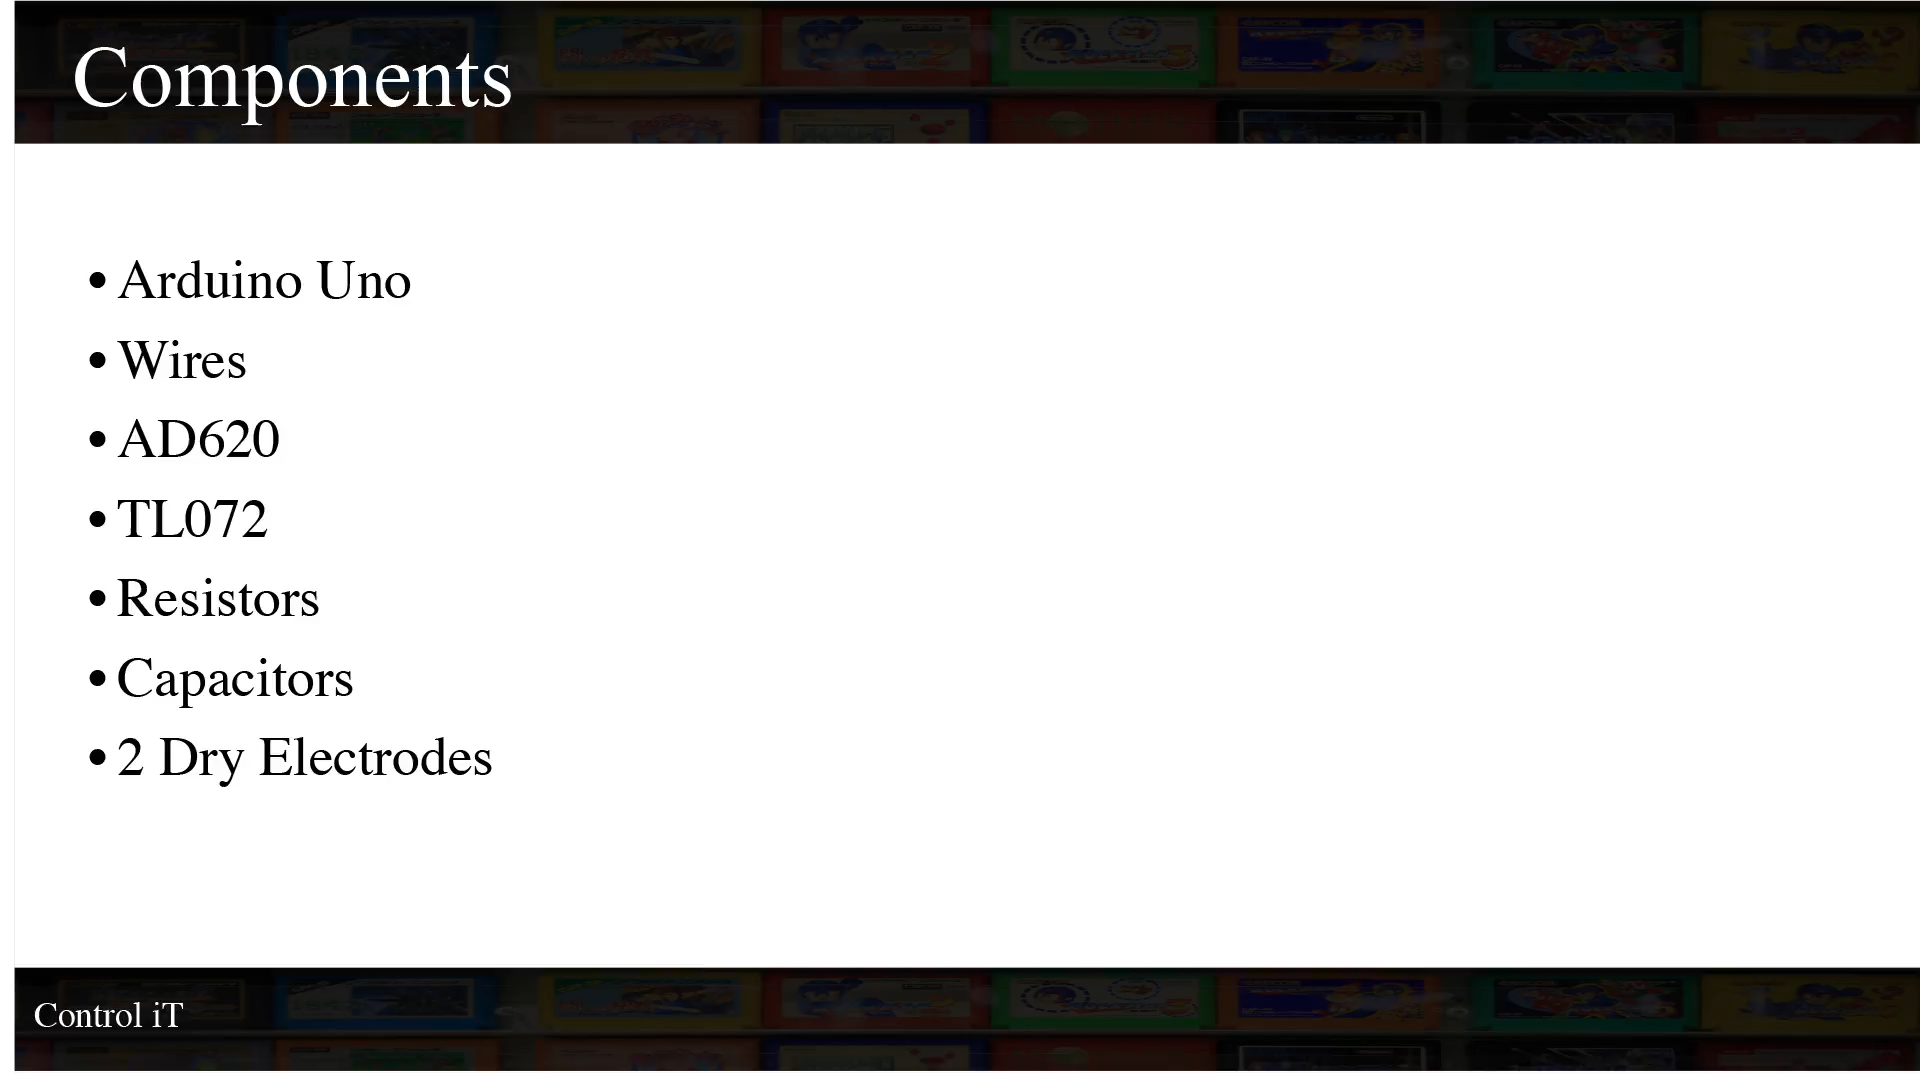 Components
• Arduino Uno
• Wires
• AD620
• TL072
• Resistors
• Capacitors
• 2 Dry Electrodes
Control iT